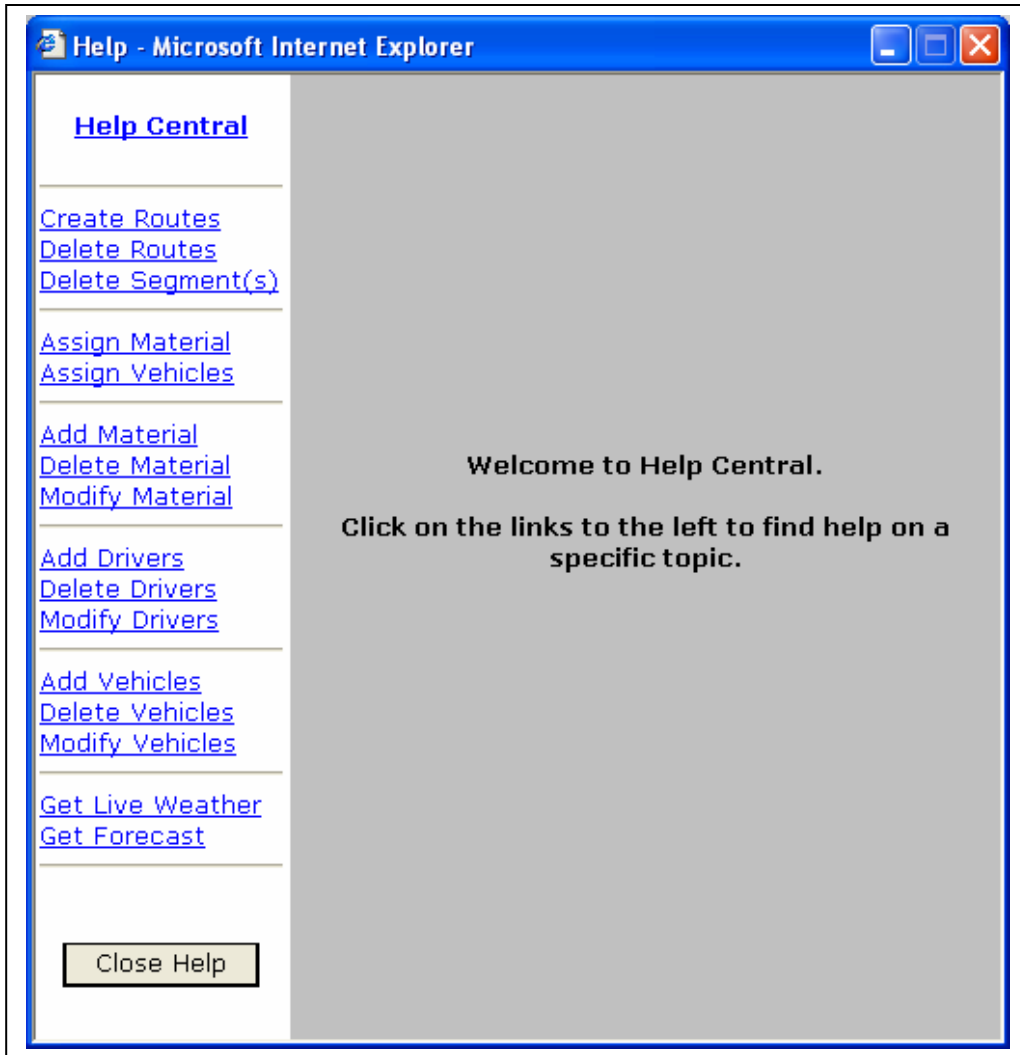 Help - Microsoft Internet Explorer
Help Central
Create Routes
Delete Routes
Delete Segment(s)
Assign Material
Assign Vehicles
Add Material
Delete Material
Modify Material
Add Drivers
Delete Drivers
Modify Drivers
Add Vehicles
Delete Vehicles
Modify Vehicles
Get Live Weather
Get Forecast
Close Help
Welcome to Help Central.
Click on the links to the left to find help on a
specific topic.